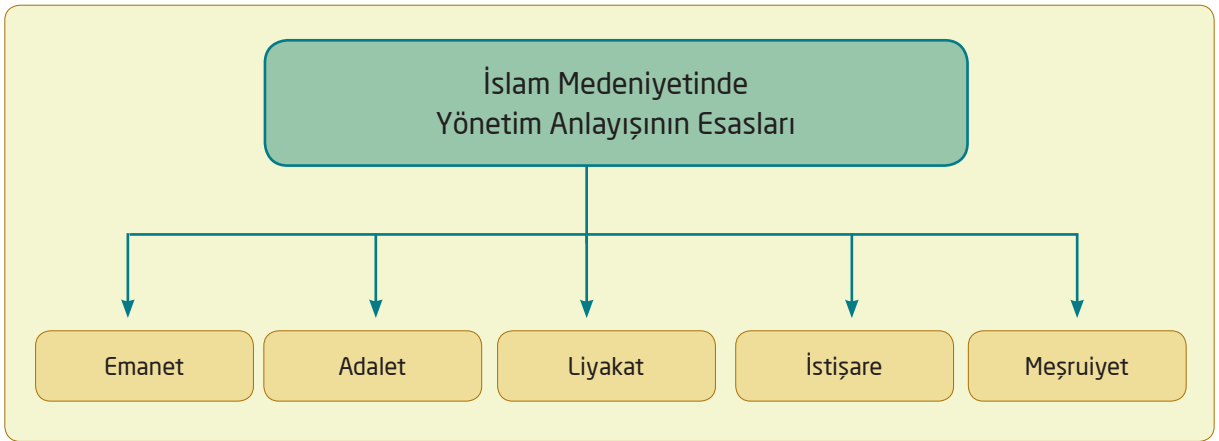 İslam Medeniyetinde
Yönetim Anlayışının Esasları
Emanet
Adalet
Liyakat
İstişare
Meşruiyet